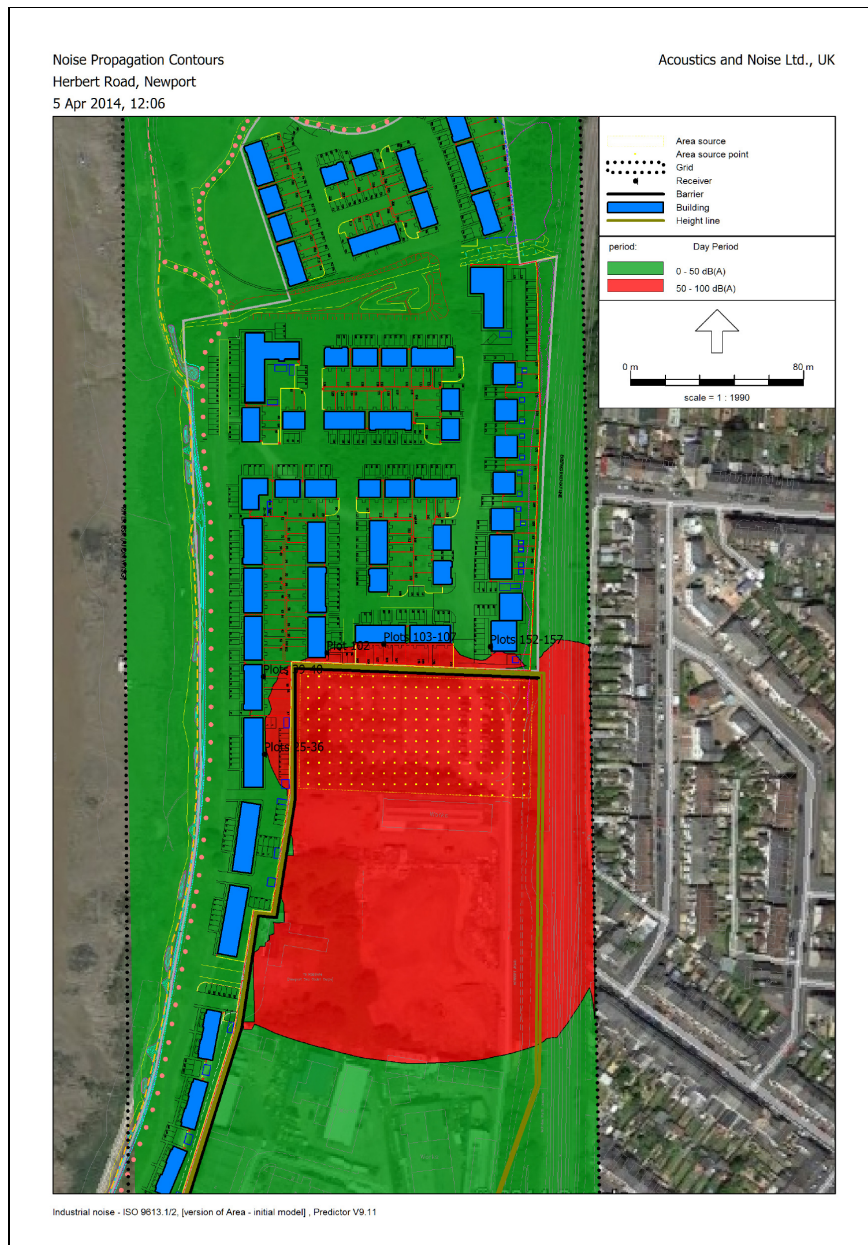 Noise Propagation Contours
Acoustics and Noise Ltd., UK
Herbert Road, Newport
5 Apr 2014, 12:06
Area source
Area source point
Grid
Receiver
Barrier
Building
Height line
period: Day Period
0 - 50 dB(A)
50 - 100 dB(A)
0 m 80 m
scale = 1 : 1990
Plots 103-107
Plots 152-157
Plot 102
Plots 25-36
Industrial noise - ISO 9613.1/2, [version of Area - initial model] , Predictor V9.11